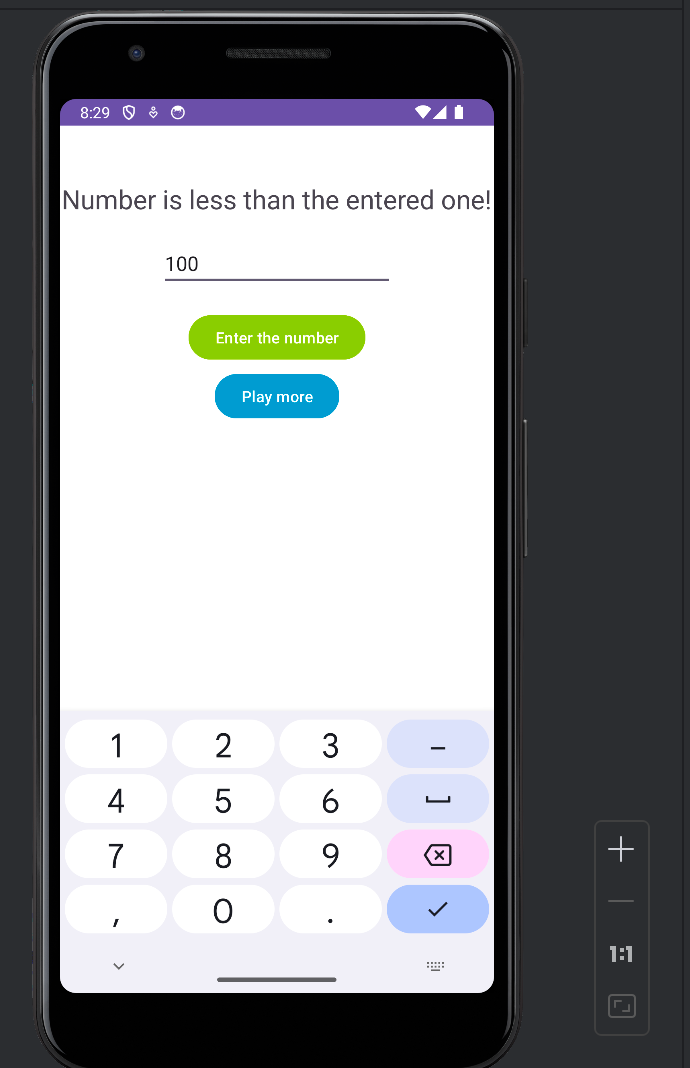 8:29
Number is less than the entered one!
100
Enter the number
Play more
1 2 3 –
4 5 6
7 8 9
, 0 .
1:1